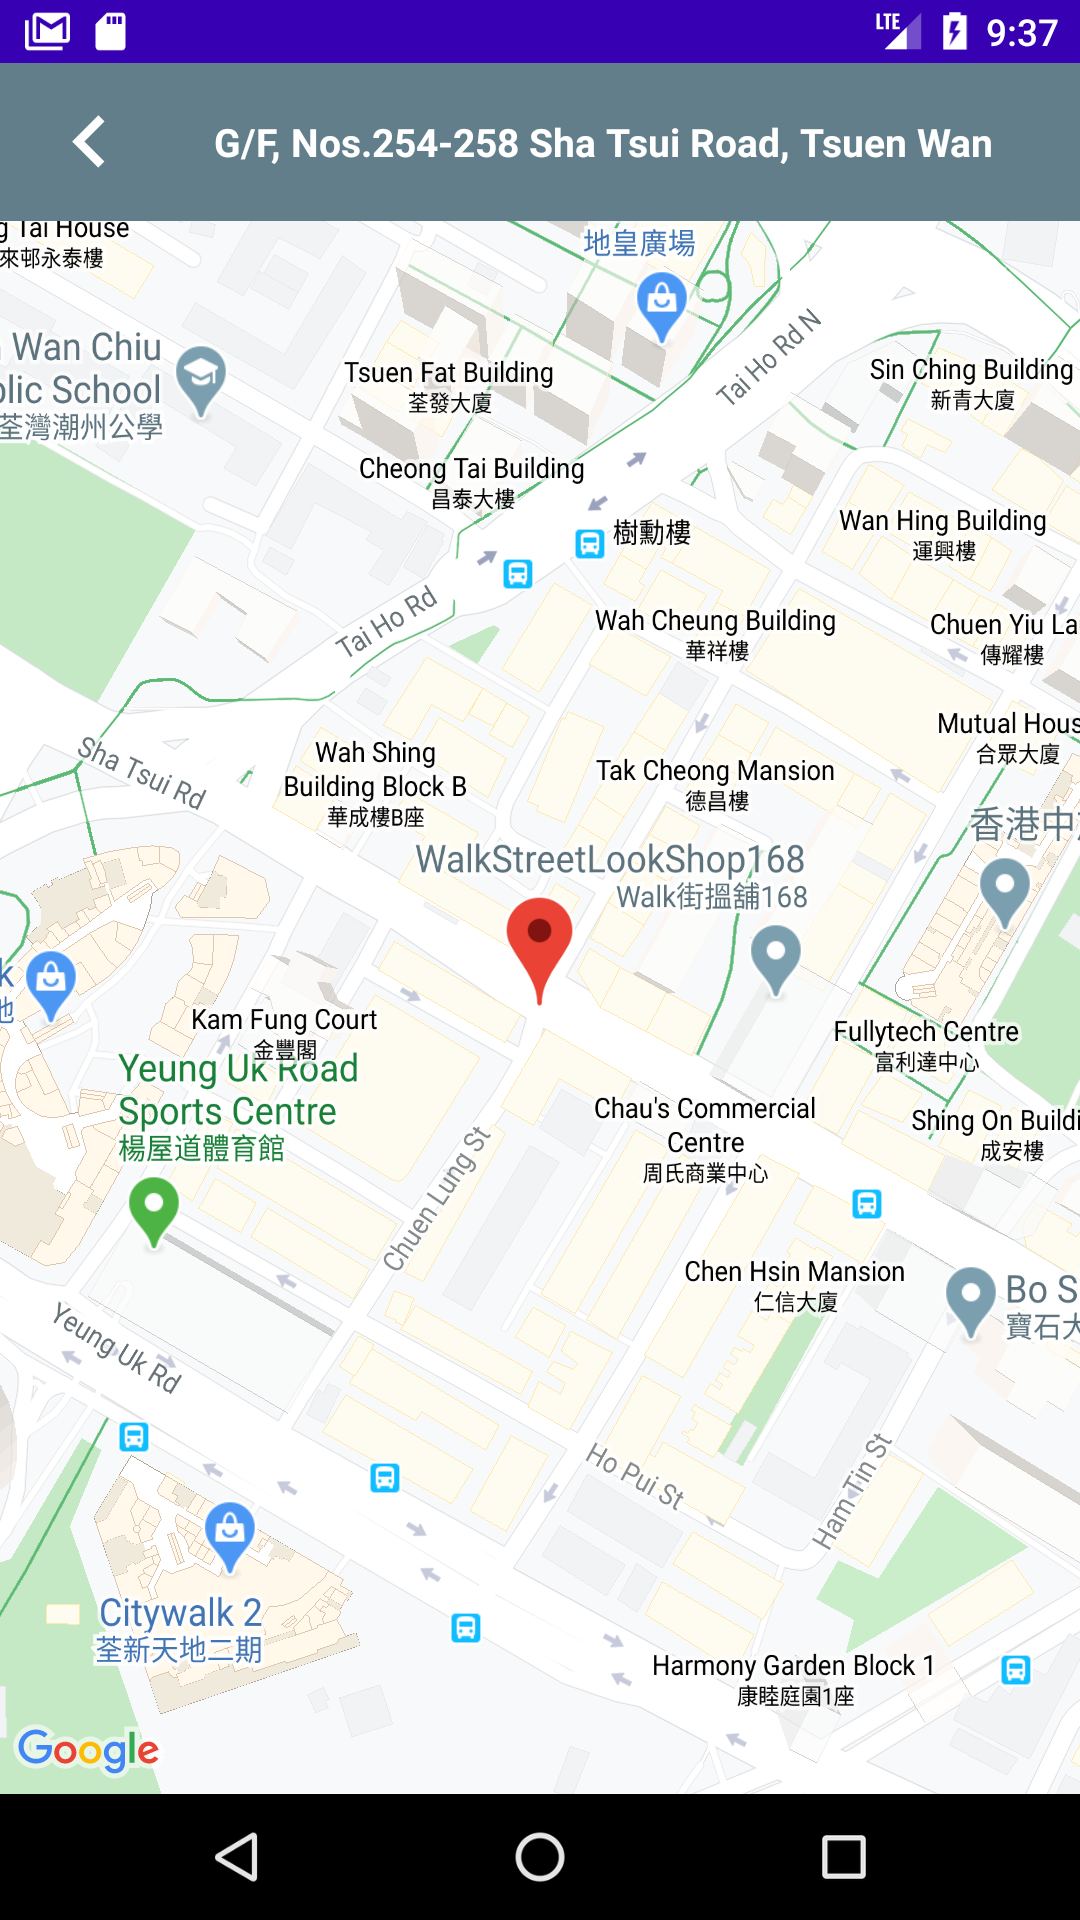 LTE 9:37
G/F, Nos.254-258 Sha Tsui Road, Tsuen Wan
Tai House
來邨永泰樓
地皇廣場
Wan Chiu
School
荃灣潮州公學
Tsuen Fat Building
荃發大廈
Tai Ho Rd N
Sin Ching Building
新青大廈
Cheong Tai Building
昌泰大樓
樹勳樓
Wan Hing Building
運興樓
Tai Ho Rd
Wah Cheung Building
華祥樓
Chuen Yiu La
傳耀樓
Mutual Hous
合眾大廈
Sha Tsui Rd
Wah Shing
Building Block B
華成樓B座
Tak Cheong Mansion
德昌樓
香港中
WalkStreetLookShop168
Walk街搵舖168
k
地
Kam Fung Court
金豐閣
Fullytech Centre
富利達中心
Yeung Uk Road
Sports Centre
楊屋道體育館
Chau's Commercial
Centre
周氏商業中心
Shing On Buildi
成安樓
Chuen Lung St
Chen Hsin Mansion
仁信大廈
Bo S
寶石大
Yeung Uk Rd
Ho Pui St
Ham Tin St
Citywalk 2
荃新天地二期
Harmony Garden Block 1
康睦庭園1座
Google